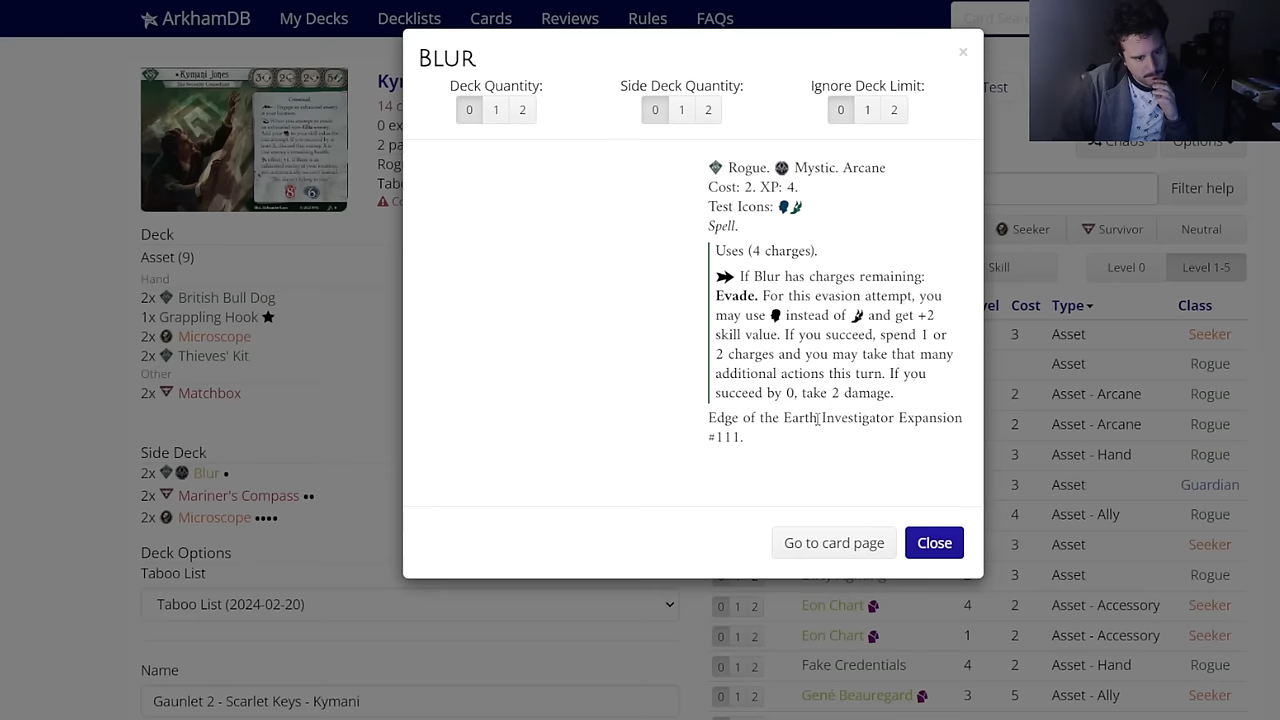 ArkhamDB My Decks Decklists Cards Reviews Rules FAQs
BLUR
×
Deck Quantity: Side Deck Quantity: Ignore Deck Limit:
0 1 2 0 1 2 0 1 2
Rogue. Mystic. Arcane
Cost: 2. XP: 4.
Test Icons:
Spell.
Uses (4 charges).
If Blur has charges remaining:
Evade. For this evasion attempt, you
may use instead of and get +2
skill value. If you succeed, spend 1 or
2 charges and you may take that many
additional actions this turn. If you
succeed by 0, take 2 damage.
Edge of the Earth Investigator Expansion
#111.
Go to card page Close
Kymani Jones
Deck
Asset (9)
Hand
2x British Bull Dog
1x Grappling Hook
2x Microscope
2x Thieves' Kit
Other
2x Matchbox
Side Deck
2x Blur
2x Mariner's Compass
2x Microscope
Deck Options
Taboo List
Taboo List (2024-02-20)
Name
Gaunlet 2 - Scarlet Keys - Kymani
Test
Filter help
Seeker Survivor Neutral
Skill Level 0 Level 1-5
Cost Type Class
3 Asset Seeker
Asset Rogue
2 Asset - Arcane Rogue
2 Asset - Arcane Rogue
3 Asset - Hand Rogue
3 Asset Guardian
4 Asset - Ally Rogue
3 Asset Seeker
3 Asset Rogue
0 1 2 Eon Chart 4 2 Asset - Accessory Seeker
0 1 2 Eon Chart 1 2 Asset - Accessory Seeker
0 1 2 Fake Credentials 4 2 Asset - Hand Rogue
0 1 2 Gené Beauregard 3 5 Asset - Ally Seeker